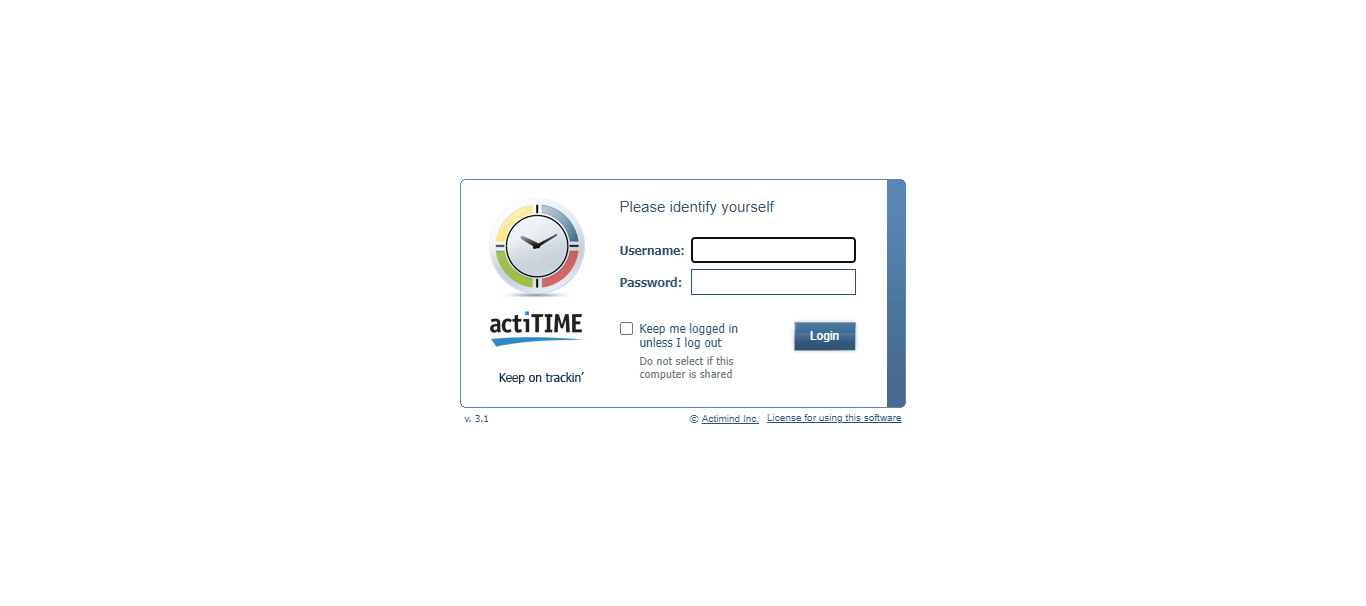 Please identify yourself
Username:
Password:
actiTIME
Keep me logged in
unless I log out
Login
Do not select if this
computer is shared
Keep on trackin’
v. 3.1
© Actimind Inc. License for using this software